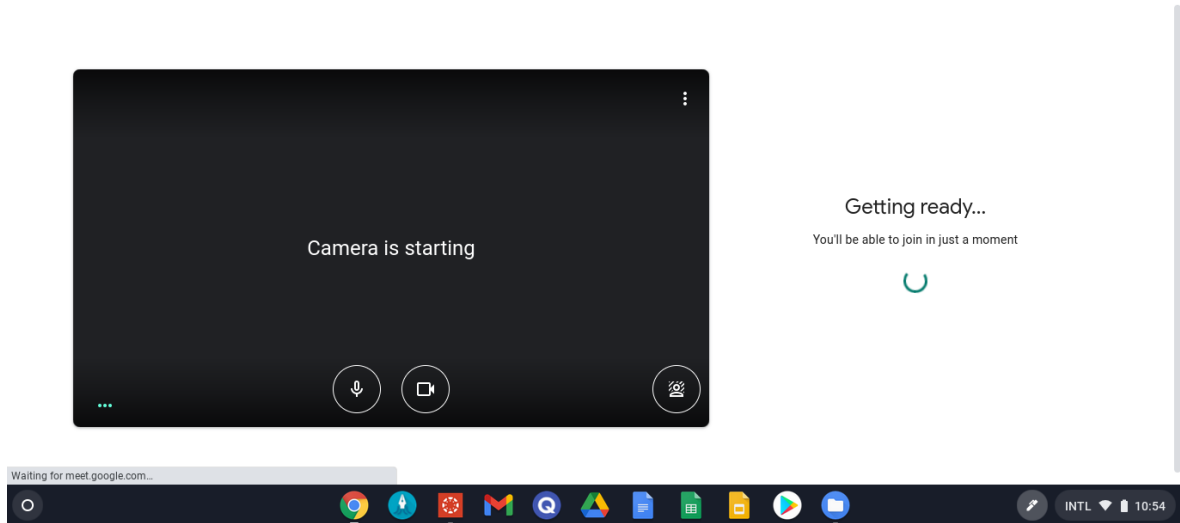 Camera is starting
Getting ready...
You'll be able to join in just a moment
Waiting for meet.google.com...
INTL 10:54